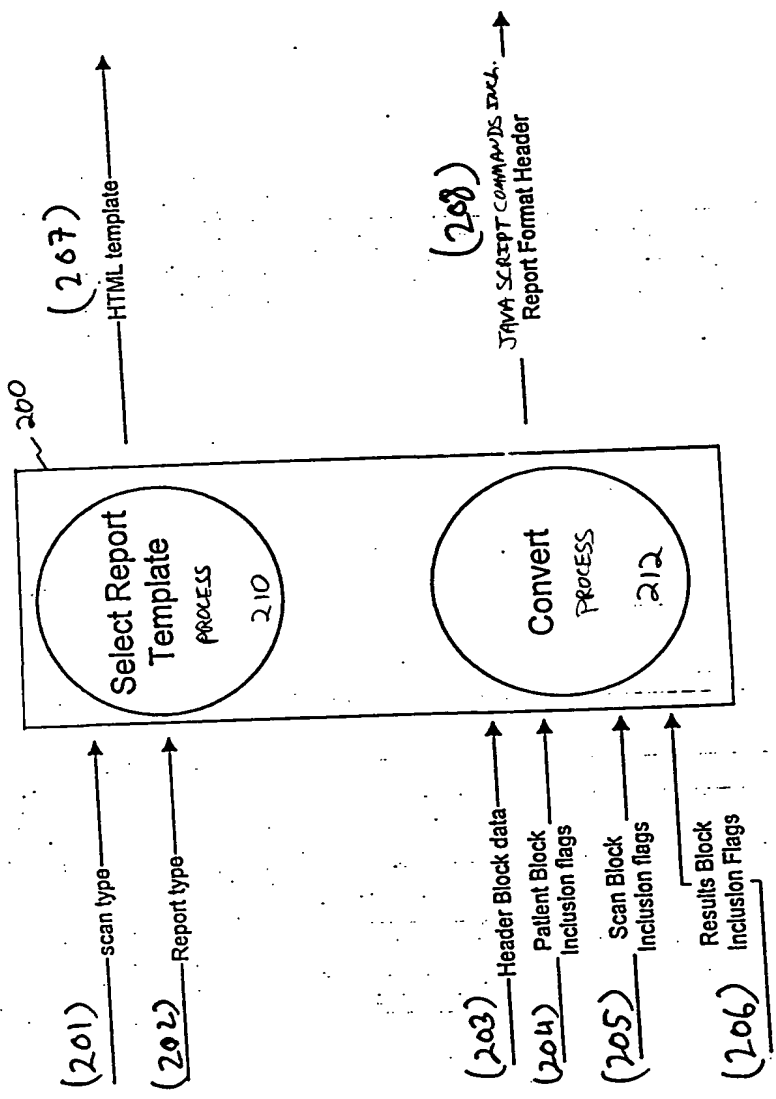 (201)
scan type
(202)
Report type
200
Select Report
Template
PROCESS
210
(207)
HTML template
(203)
Header Block data
(204)
Patient Block
Inclusion flags
(205)
Scan Block
Inclusion flags
(206)
Results Block
Inclusion Flags
Convert
PROCESS
212
(208)
JAVA SCRIPT COMMANDS INCL.
Report Format Header